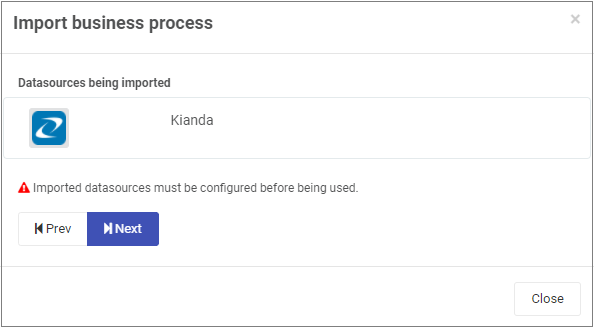 Import business process
×
Datasources being imported
Kianda
Imported datasources must be configured before being used.
Prev
Next
Close